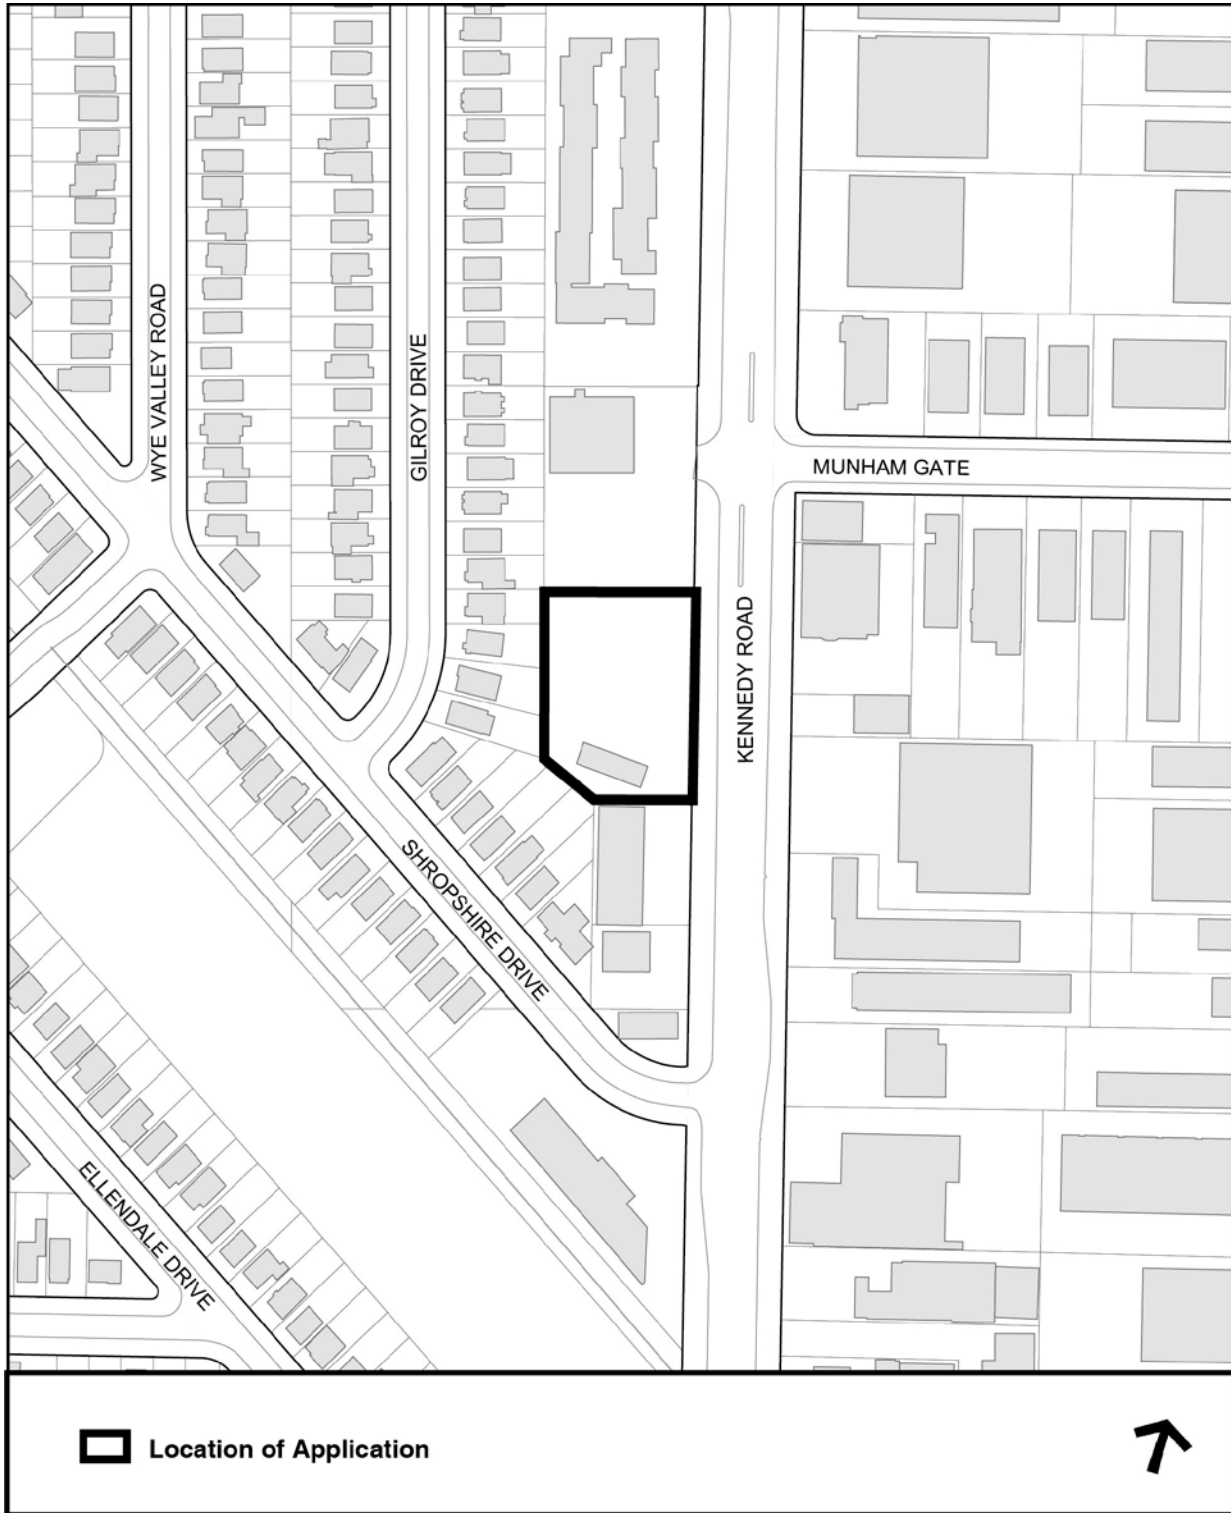 WYE VALLEY ROAD
GILROY DRIVE
MUNHAM GATE
KENNEDY ROAD
SHROPSHIRE DRIVE
ELLENDALE DRIVE
Location of Application